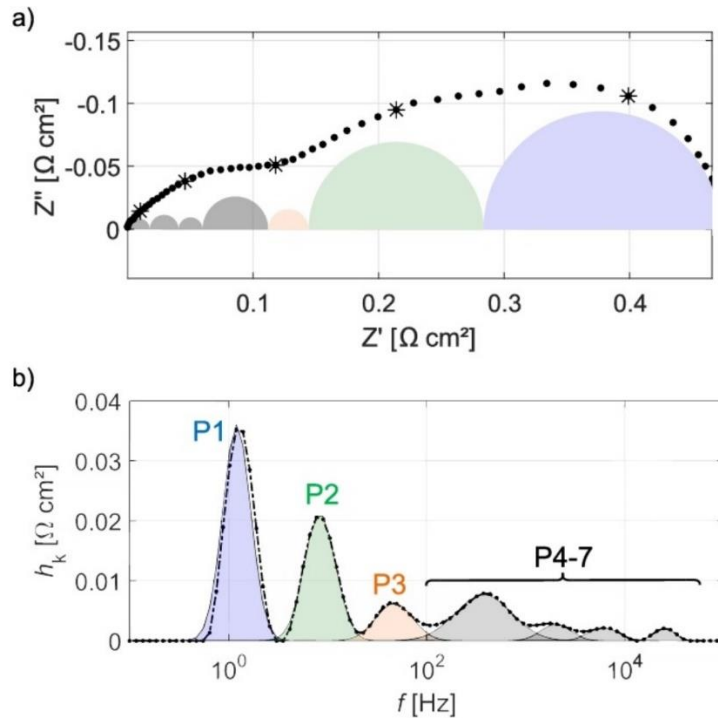 a)
-0.15
-0.1
-0.05
0
Z'' [Ω cm²]
0.1
0.2
0.3
0.4
Z' [Ω cm²]
b)
0.04
0.03
0.02
0.01
0
hₖ [Ω cm²]
P1
P2
P3
P4-7
10⁰
10²
10⁴
f [Hz]